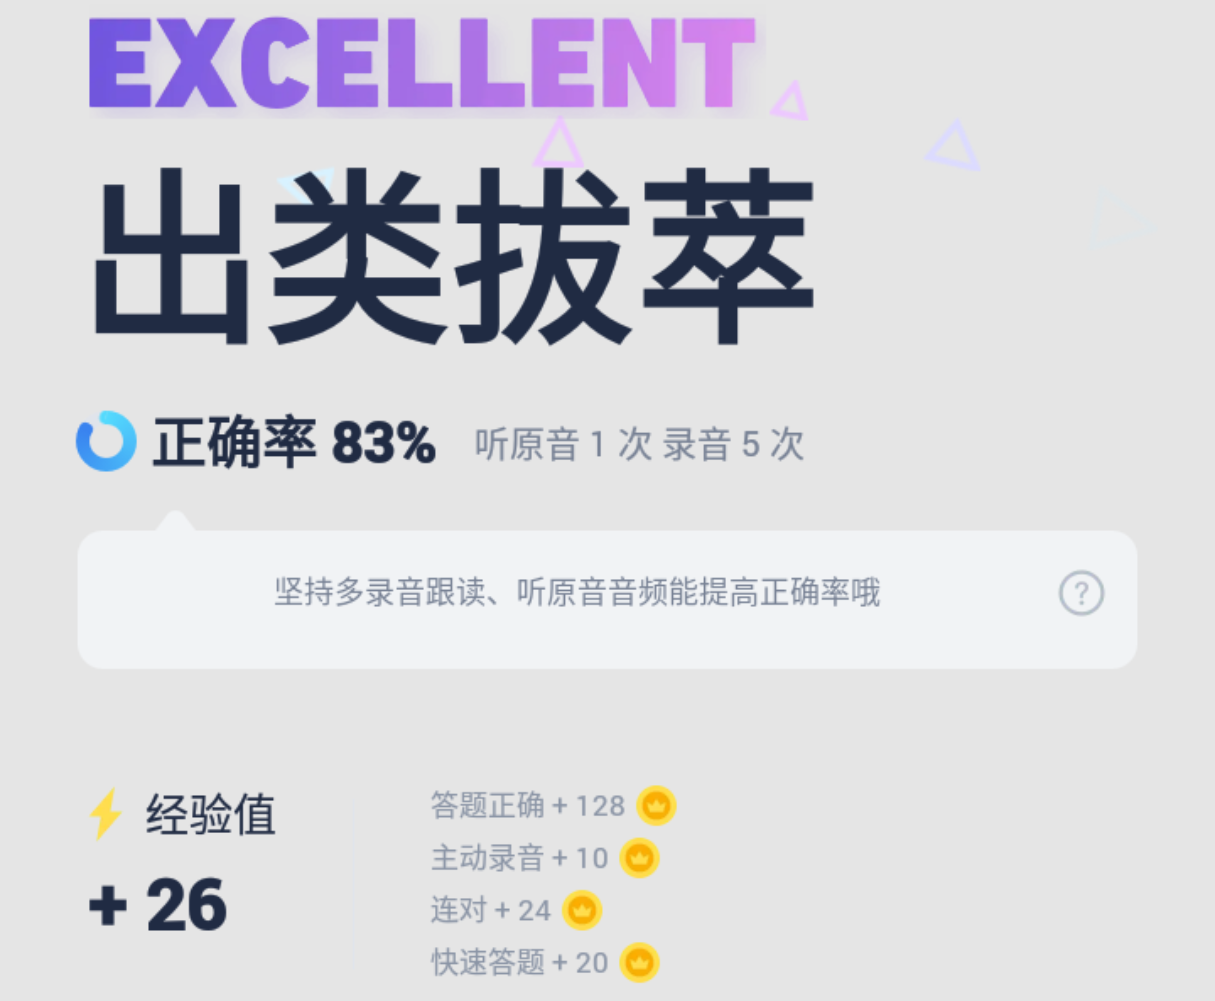 EXCELLENT
出类拔萃
正确率 83% 听原音 1 次 录音 5 次
坚持多录音跟读、听原音音频能提高正确率哦
?
经验值
+ 26
答题正确 + 128
主动录音 + 10
连对 + 24
快速答题 + 20